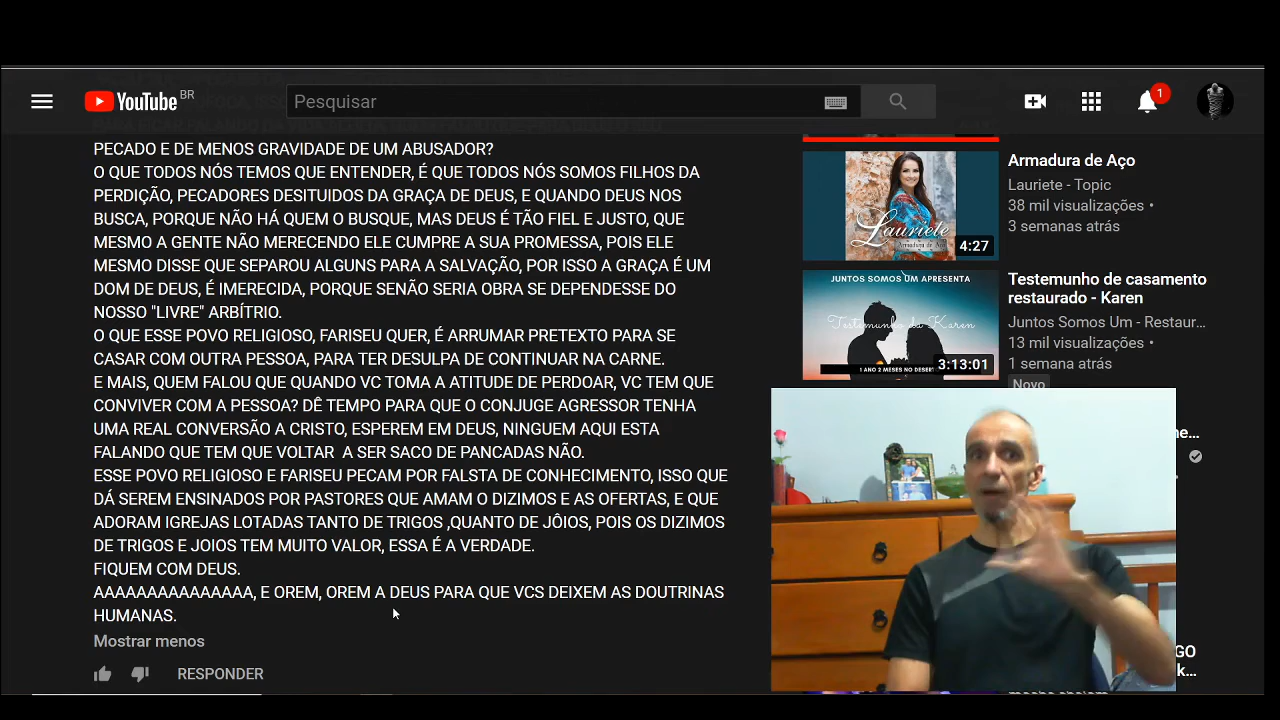 YouTube BR
Pesquisar
1
PECADO E DE MENOS GRAVIDADE DE UM ABUSADOR?
O QUE TODOS NÓS TEMOS QUE ENTENDER, É QUE TODOS NÓS SOMOS FILHOS DA
PERDIÇÃO, PECADORES DESITUIDOS DA GRAÇA DE DEUS, E QUANDO DEUS NOS
BUSCA, PORQUE NÃO HÁ QUEM O BUSQUE, MAS DEUS É TÃO FIEL E JUSTO, QUE
MESMO A GENTE NÃO MERECENDO ELE CUMPRE A SUA PROMESSA, POIS ELE
MESMO DISSE QUE SEPAROU ALGUNS PARA A SALVAÇÃO, POR ISSO A GRAÇA É UM
DOM DE DEUS, É IMERECIDA, PORQUE SENÃO SERIA OBRA SE DEPENDESSE DO
NOSSO "LIVRE" ARBÍTRIO.
O QUE ESSE POVO RELIGIOSO, FARISEU QUER, É ARRUMAR PRETEXTO PARA SE
CASAR COM OUTRA PESSOA, PARA TER DESULPA DE CONTINUAR NA CARNE.
E MAIS, QUEM FALOU QUE QUANDO VC TOMA A ATITUDE DE PERDOAR, VC TEM QUE
CONVIVER COM A PESSOA? DÊ TEMPO PARA QUE O CONJUGE AGRESSOR TENHA
UMA REAL CONVERSÃO A CRISTO, ESPEREM EM DEUS, NINGUEM AQUI ESTA
FALANDO QUE TEM QUE VOLTAR A SER SACO DE PANCADAS NÃO.
ESSE POVO RELIGIOSO E FARISEU PECAM POR FALSTA DE CONHECIMENTO, ISSO QUE
DÁ SEREM ENSINADOS POR PASTORES QUE AMAM O DIZIMOS E AS OFERTAS, E QUE
ADORAM IGREJAS LOTADAS TANTO DE TRIGOS ,QUANTO DE JÔIOS, POIS OS DIZIMOS
DE TRIGOS E JOIOS TEM MUITO VALOR, ESSA É A VERDADE.
FIQUEM COM DEUS.
AAAAAAAAAAAAAAA, E OREM, OREM A DEUS PARA QUE VCS DEIXEM AS DOUTRINAS
HUMANAS.
Mostrar menos
RESPONDER
Lauriete
Armadura de Aço
4:27
Armadura de Aço
Lauriete - Topic
38 mil visualizações •
3 semanas atrás
JUNTOS SOMOS UM APRESENTA
Testemunho da Karen
1 ANO 2 MESES NO DESERT
3:13:01
Testemunho de casamento
restaurado - Karen
Juntos Somos Um - Restaur...
13 mil visualizações •
1 semana atrás
Novo